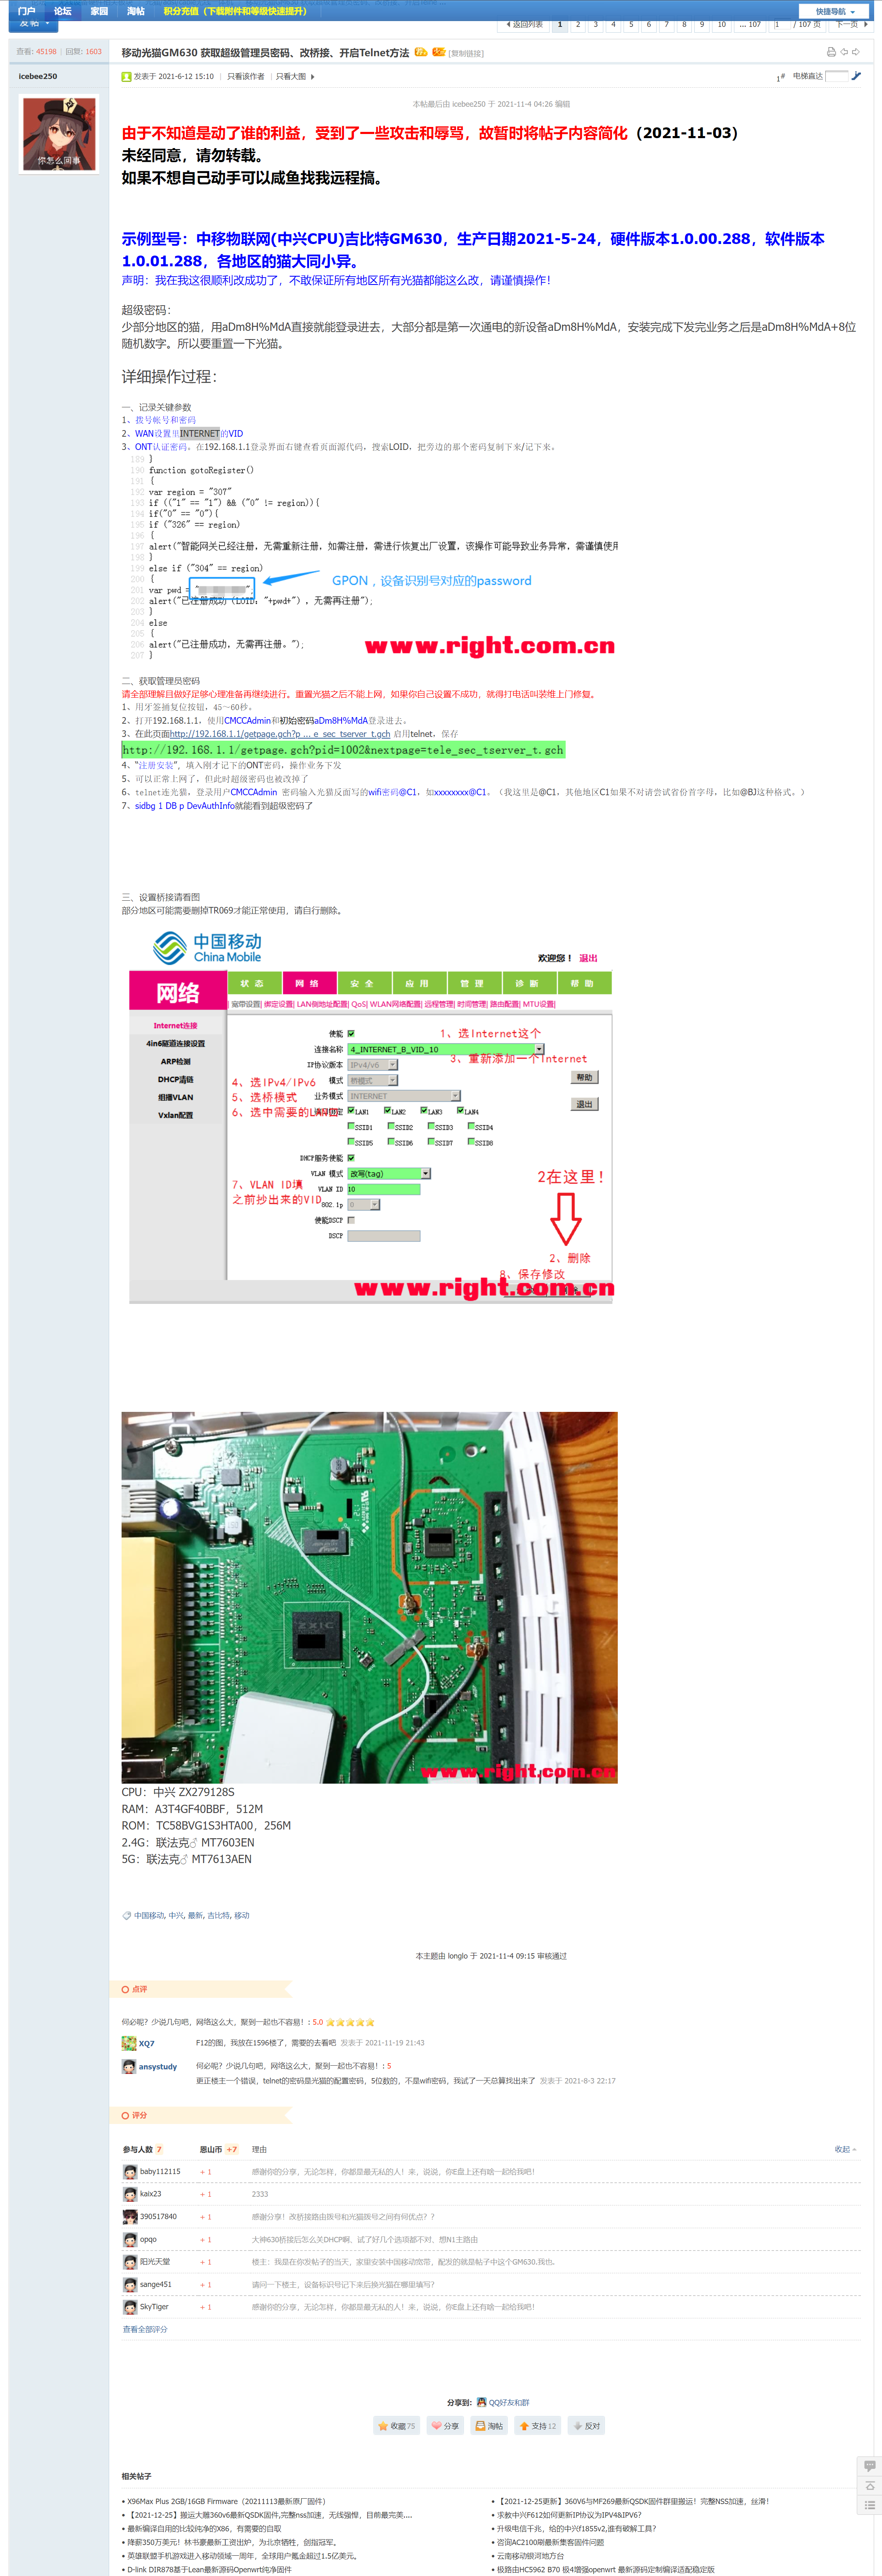 门户 论坛 家园 淘帖 积分充值（下载附件和等级快速提升） 快捷导航
发帖 返回列表 1 2 3 4 5 6 7 8 9 10 ... 107 1 / 107 页 下一页
查看: 45198 | 回复: 1603
移动光猫GM630 获取超级管理员密码、改桥接、开启Telnet方法 [复制链接]
icebee250
发表于 2021-6-12 15:10 | 只看该作者 | 只看大图
1# 电梯直达
你怎么回事
本帖最后由 icebee250 于 2021-11-4 04:26 编辑
由于不知道是动了谁的利益，受到了一些攻击和辱骂，故暂时将帖子内容简化（2021-11-03）
未经同意，请勿转载。
如果不想自己动手可以咸鱼找我远程搞。
示例型号：中移物联网(中兴CPU)吉比特GM630，生产日期2021-5-24，硬件版本1.0.00.288，软件版本
1.0.01.288，各地区的猫大同小异。
声明：我在我这很顺利改成功了，不敢保证所有地区所有光猫都能这么改，请谨慎操作！
超级密码：
少部分地区的猫，用aDm8H%MdA直接就能登录进去，大部分都是第一次通电的新设备aDm8H%MdA，安装完成下发完业务之后是aDm8H%MdA+8位
随机数字。所以要重置一下光猫。
详细操作过程：
一、记录关键参数
1、拨号帐号和密码
2、WAN设置里INTERNET的VID
3、ONT认证密码，在192.168.1.1登录界面右键查看页面源代码，搜索LOID，把旁边的那个密码复制下来/记下来。
189 }
190 function gotoRegister()
191 {
192 var region = "307"
193 if (("1" == "1") && ("0" != region)){
194 if("0" == "0"){
195 if ("326" == region)
196 {
197 alert("智能网关已经注册，无需重新注册，如需注册，需进行恢复出厂设置，该操作可能导致业务异常，需谨慎使用
198 }
199 else if ("304" == region)
200 {
201 var pwd = " ";
202 alert("已注册成功（LOID："+pwd+"），无需再注册");
203 }
204 else
205 {
206 alert("已注册成功，无需再注册。");
207 }
GPON，设备识别号对应的password
www.right.com.cn
二、获取管理员密码
请全部理解目做好足够心理准备再继续进行。重置光猫之后不能上网，如果你自己设置不成功，就得打电话叫装维上门修复。
1、用牙签捅复位按钮，45～60秒。
2、打开192.168.1.1，使用CMCCAdmin和初始密码aDm8H%MdA登录进去。
3、在此页面http://192.168.1.1/getpage.gch?p ... e_sec_tserver_t.gch 启用telnet，保存
http://192.168.1.1/getpage.gch?pid=1002&nextpage=tele_sec_tserver_t.gch
4、“注册安装”，填入刚才记下的ONT密码，操作业务下发
5、可以正常上网了，但此时超级密码也被改掉了
6、telnet连光猫，登录用户CMCCAdmin 密码输入光猫反面写的wifi密码@C1，如xxxxxxxx@C1。（我这里是@C1，其他地区C1如果不对请尝试省份首字母，比如@BJ这种格式。）
7、sidbg 1 DB p DevAuthInfo就能看到超级密码了
三、设置桥接请看图
部分地区可能需要删掉TR069才能正常使用，请自行删除。
中国移动
China Mobile
欢迎您！ 退出
网络 状态 网络 安全 应用 管理 诊断 帮助
| 宽带设置| 绑定设置| LAN侧地址配置| QoS| WLAN网络配置| 远程管理| 时间管理| 路由配置| MTU设置|
Internet连接
4in6隧道连接设置
ARP检测
DHCP清链
组播VLAN
Vxlan配置
使能
连接名称 4_INTERNET_B_VID_10
IP协议版本 IPv4/v6
模式 桥模式
业务模式 INTERNET
LAN1 LAN2 LAN3 LAN4
SSID1 SSID2 SSID3 SSID4
SSID5 SSID6 SSID7 SSID8
DHCP服务使能
VLAN 模式 改写(tag)
VLAN ID 10
802.1p 0
使能DSCP
DSCP
帮助
退出
1、选Internet这个
3、重新添加一个Internet
4、选IPv4/IPv6
5、选桥模式
6、选中需要的LAN口
7、VLAN ID填
之前抄出来的VID
2在这里！
2、删除
8、保存修改
www.right.com.cn
ZXIC
www.right.com.cn
CPU：中兴 ZX279128S
RAM：A3T4GF40BBF，512M
ROM：TC58BVG1S3HTA00，256M
2.4G：联法克♂ MT7603EN
5G：联法克♂ MT7613AEN
中国移动, 中兴, 最新, 吉比特, 移动
本主题由 longlo 于 2021-11-4 09:15 审核通过
点评
何必呢？少说几句吧，网络这么大，聚到一起也不容易！: 5.0
XQ7 F12的图，我放在1596楼了，需要的去看吧 发表于 2021-11-19 21:43
ansystudy 何必呢？少说几句吧，网络这么大，聚到一起也不容易！: 5
更正楼主一个错误，telnet的密码是光猫的配置密码，5位数的，不是wifi密码，我试了一天总算找出来了 发表于 2021-8-3 22:17
评分
参与人数 7 恩山币 +7 理由 收起
baby112115 + 1 感谢你的分享，无论怎样，你都是最无私的人！来，说说，你E盘上还有啥一起给我吧！
kaix23 + 1 2333
390517840 + 1 感谢分享！改桥接路由拨号和光猫拨号之间有何优点？？
opqo + 1 大神630桥接后怎么关DHCP啊，试了好几个选项都不对，想N1主路由
阳光天堂 + 1 楼主：我是在你发帖子的当天，家里安装中国移动宽带，配发的就是帖子中这个GM630.我也.
sange451 + 1 请问一下楼主，设备标识号记下来后换光猫在哪里填写？
SkyTiger + 1 感谢你的分享，无论怎样，你都是最无私的人！来，说说，你E盘上还有啥一起给我吧！
查看全部评分
分享到： QQ好友和群
收藏75 分享 淘帖 支持12 反对
相关帖子
• X96Max Plus 2GB/16GB Firmware（20211113最新原厂固件）
• 【2021-12-25更新】360V6与MF269最新QSDK固件群里搬运！完整NSS加速，丝滑！
• 【2021-12-25】搬运大雕360v6最新QSDK固件,完整nss加速，无线强悍，目前最完美....
• 求教中兴F612如何更新IP协议为IPV4&IPV6?
• 最新编译自用的比较纯净的X86，有需要的自取
• 升级电信千兆，给的中兴f1855v2,谁有破解工具？
• 降薪350万美元！林书豪最新工资出炉，为北京牺牲，创指冠军。
• 咨询AC2100刷最新集客固件问题
• 英雄联盟手机游戏进入移动领域一周年，全球用户氪金超过1.5亿美元。
• 云南移动银河地方台
• D-link DIR878基于Lean最新源码Openwrt纯净固件
• 极路由HC5962 B70 极4增强openwrt 最新源码定制编译适配稳定版